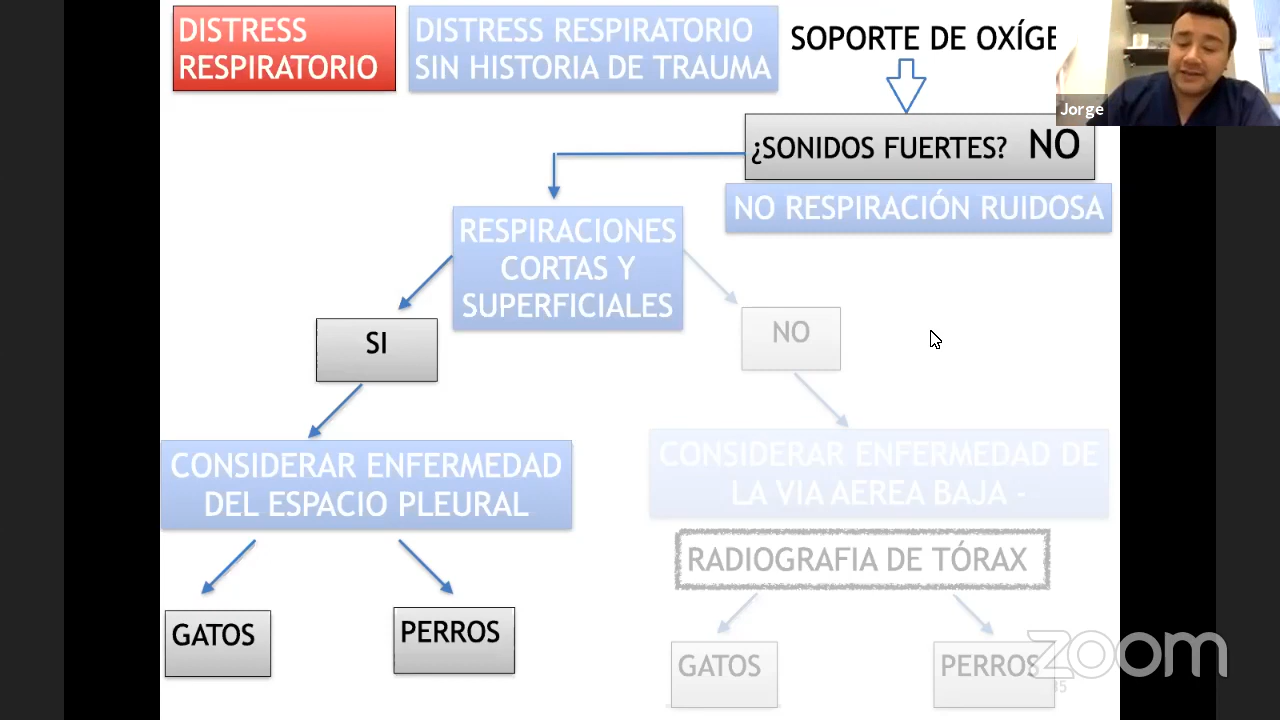 DISTRESS
RESPIRATORIO
DISTRESS RESPIRATORIO
SIN HISTORIA DE TRAUMA
SOPORTE DE OXÍGE
Jorge
¿SONIDOS FUERTES? NO
NO RESPIRACIÓN RUIDOSA
RESPIRACIONES
CORTAS Y
SUPERFICIALES
SI
NO
CONSIDERAR ENFERMEDAD
DEL ESPACIO PLEURAL
CONSIDERAR ENFERMEDAD DE
LA VIA AEREA BAJA -
RADIOGRAFIA DE TÓRAX
GATOS
PERROS
GATOS
PERROS
zoom
35